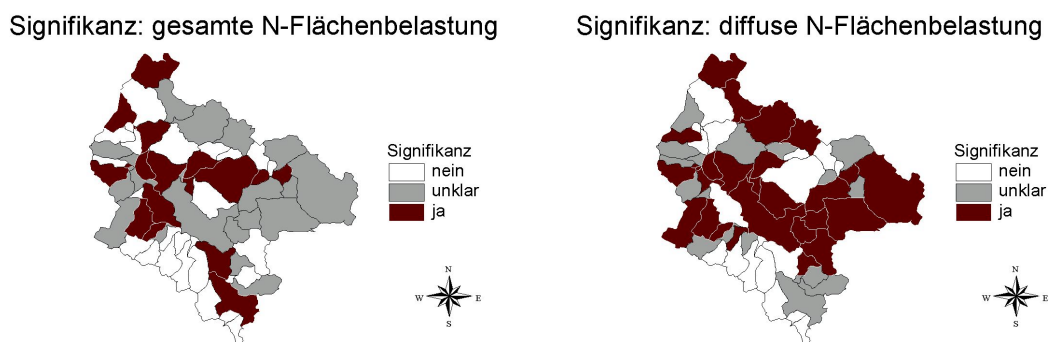 Signifikanz: gesamte N-Flächenbelastung
Signifikanz
nein
unklar
ja
N
W E
S
Signifikanz: diffuse N-Flächenbelastung
Signifikanz
nein
unklar
ja
N
W E
S